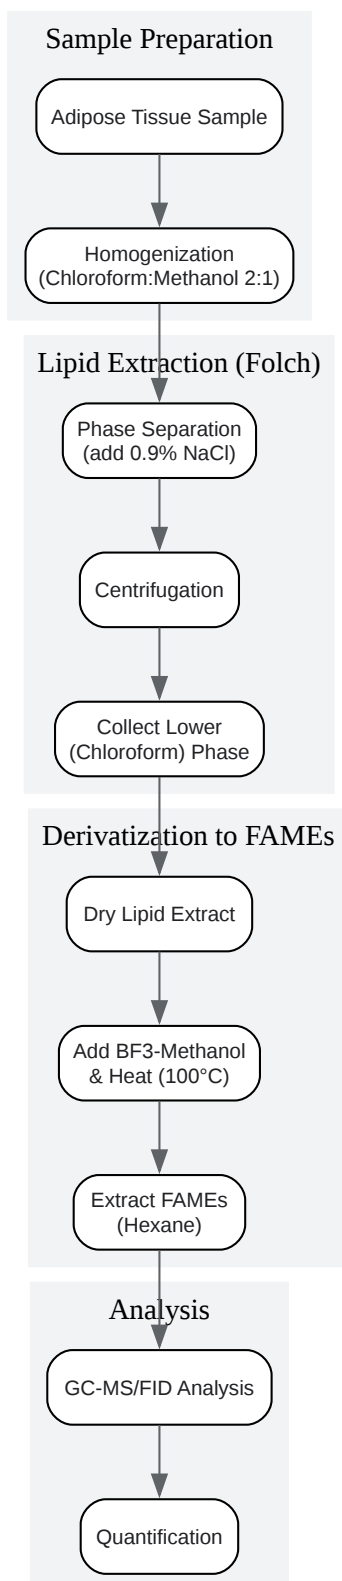 Sample Preparation
Adipose Tissue Sample
Homogenization
(Chloroform:Methanol 2:1)
Lipid Extraction (Folch)
Phase Separation
(add 0.9% NaCl)
Centrifugation
Collect Lower
(Chloroform) Phase
Derivatization to FAMEs
Dry Lipid Extract
Add BF3-Methanol
& Heat (100°C)
Extract FAMEs
(Hexane)
Analysis
GC-MS/FID Analysis
Quantification